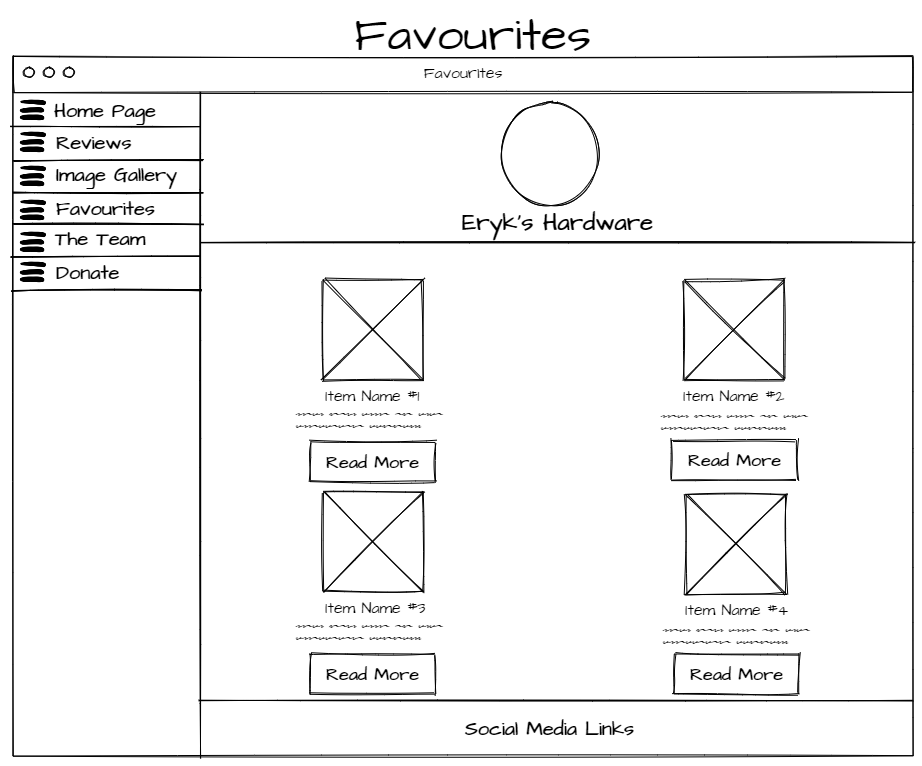 Favourites
Favourites
Home Page
Reviews
Image Gallery
Favourites
The Team
Donate
Eryk's Hardware
Item Name #1
Item Name #2
Read More
Read More
Item Name #3
Item Name #4
Read More
Read More
Social Media Links